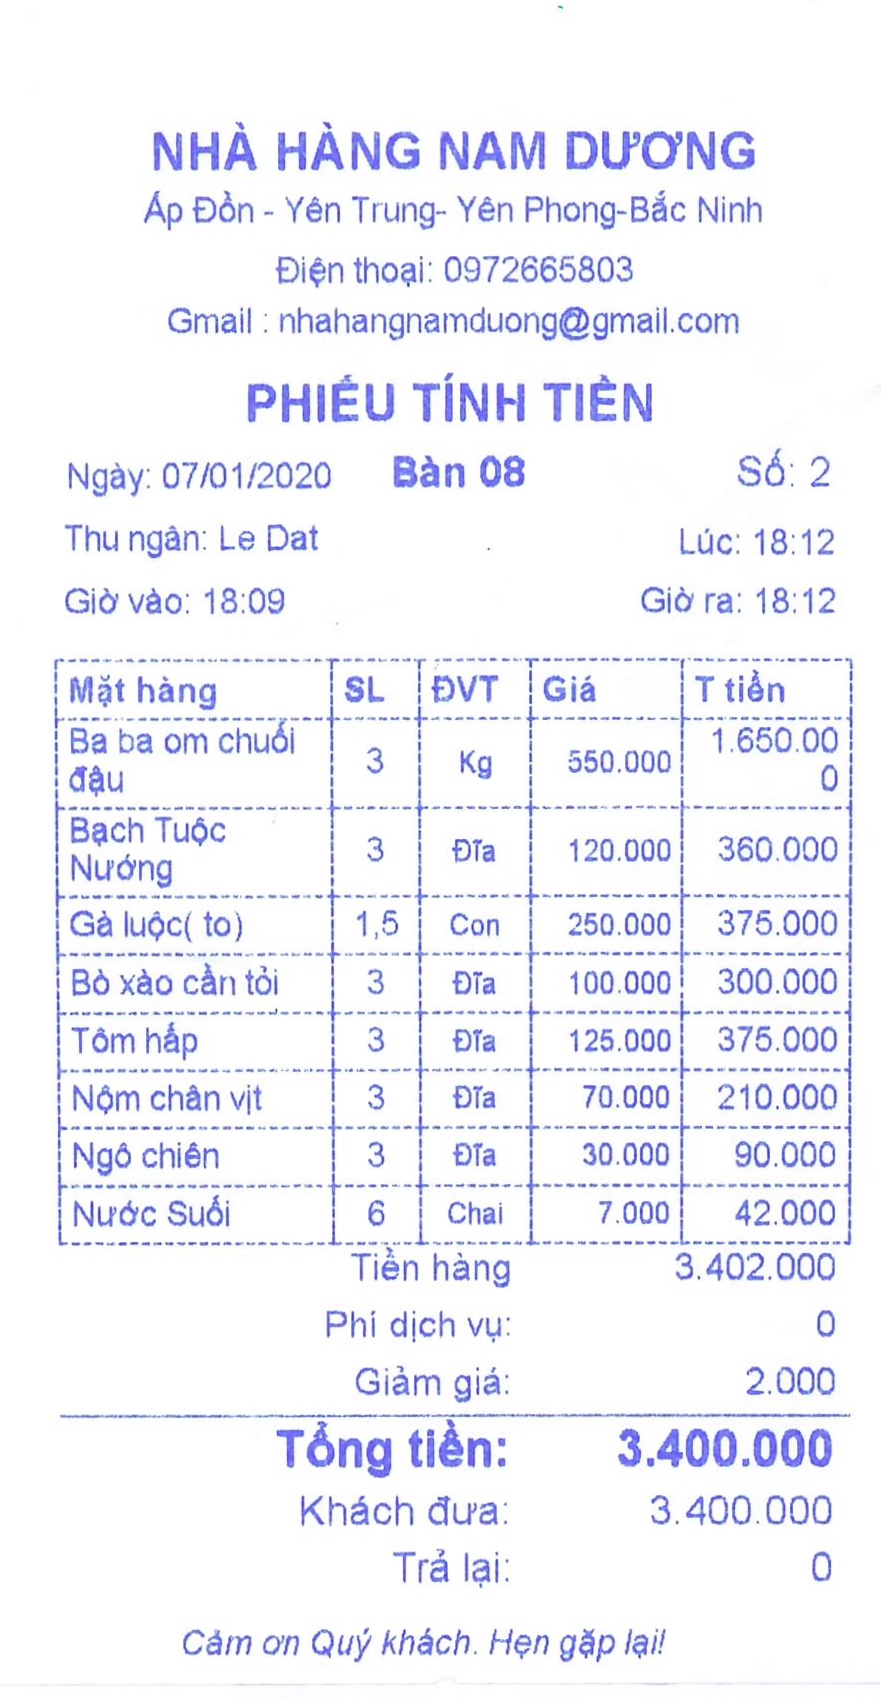 NHÀ HÀNG NAM DƯƠNG
Áp Đồn - Yên Trung- Yên Phong-Bắc Ninh
Điện thoại: 0972665803
Gmail : nhahangnamduong@gmail.com
PHIẾU TÍNH TIỀN
Ngày: 07/01/2020 Bàn 08 Số: 2
Thu ngân: Le Dat Lúc: 18:12
Giờ vào: 18:09 Giờ ra: 18:12
Mặt hàng SL ĐVT Giá T tiền
Ba ba om chuối đậu 3 Kg 550.000 1.650.000
Bạch Tuộc Nướng 3 Đĩa 120.000 360.000
Gà luộc( to) 1,5 Con 250.000 375.000
Bò xào cần tỏi 3 Đĩa 100.000 300.000
Tôm hấp 3 Đĩa 125.000 375.000
Nộm chân vịt 3 Đĩa 70.000 210.000
Ngô chiên 3 Đĩa 30.000 90.000
Nước Suối 6 Chai 7.000 42.000
Tiền hàng 3.402.000
Phí dịch vụ: 0
Giảm giá: 2.000
Tổng tiền: 3.400.000
Khách đưa: 3.400.000
Trả lại: 0
Cảm ơn Quý khách. Hẹn gặp lại!